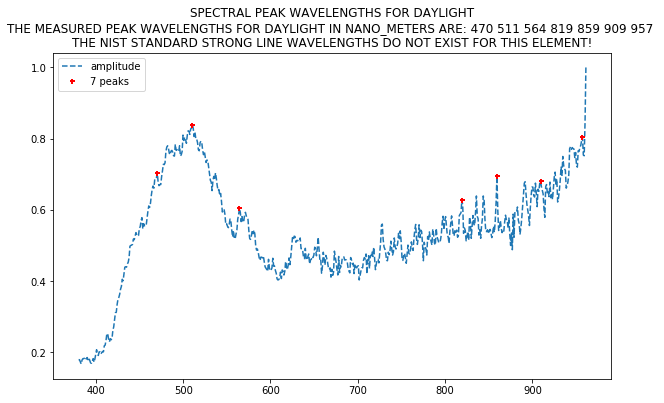 SPECTRAL PEAK WAVELENGTHS FOR DAYLIGHT
THE MEASURED PEAK WAVELENGTHS FOR DAYLIGHT IN NANO_METERS ARE: 470 511 564 819 859 909 957
THE NIST STANDARD STRONG LINE WAVELENGTHS DO NOT EXIST FOR THIS ELEMENT!
amplitude
7 peaks
1.0
0.8
0.6
0.4
0.2
400 500 600 700 800 900